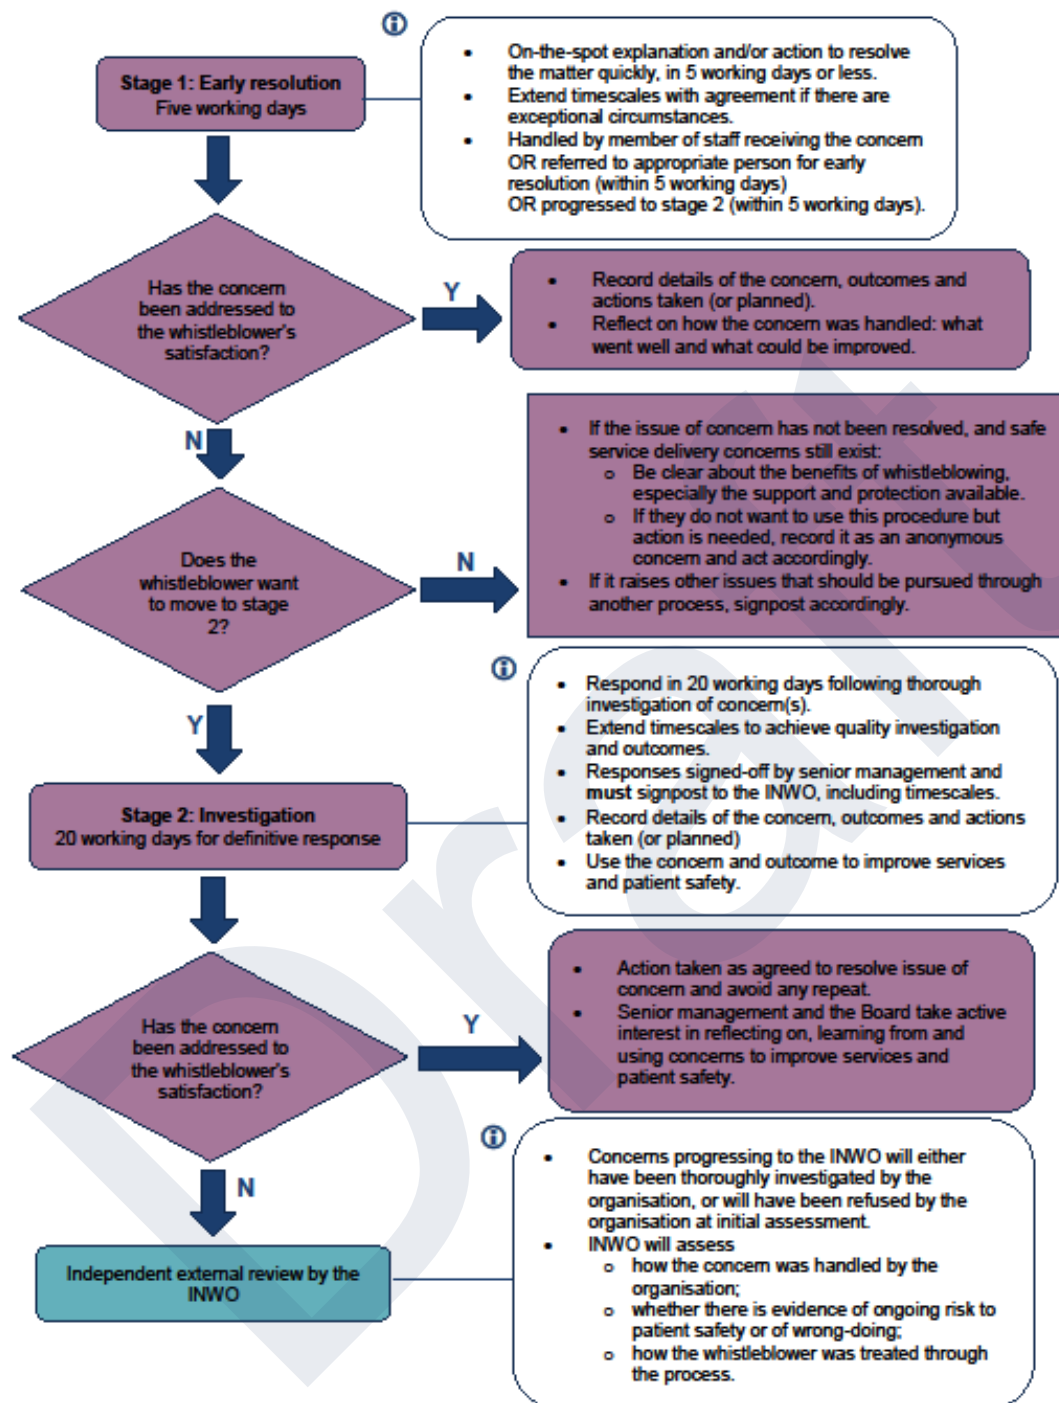 Stage 1: Early resolution
Five working days
• On-the-spot explanation and/or action to resolve
the matter quickly, in 5 working days or less.
• Extend timescales with agreement if there are
exceptional circumstances.
• Handled by member of staff receiving the concern
OR referred to appropriate person for early
resolution (within 5 working days)
OR progressed to stage 2 (within 5 working days).
Has the concern
been addressed to
the whistleblower's
satisfaction?
Y
• Record details of the concern, outcomes and
actions taken (or planned).
• Reflect on how the concern was handled: what
went well and what could be improved.
N
Does the
whistleblower want
to move to stage
2?
N
• If the issue of concern has not been resolved, and safe
service delivery concerns still exist:
o Be clear about the benefits of whistleblowing,
especially the support and protection available.
o If they do not want to use this procedure but
action is needed, record it as an anonymous
concern and act accordingly.
• If it raises other issues that should be pursued through
another process, signpost accordingly.
Y
Stage 2: Investigation
20 working days for definitive response
• Respond in 20 working days following thorough
investigation of concern(s).
• Extend timescales to achieve quality investigation
and outcomes.
• Responses signed-off by senior management and
must signpost to the INWO, including timescales.
• Record details of the concern, outcomes and actions
taken (or planned)
• Use the concern and outcome to improve services
and patient safety.
Has the concern
been addressed to
the whistleblower's
satisfaction?
Y
• Action taken as agreed to resolve issue of
concern and avoid any repeat.
• Senior management and the Board take active
interest in reflecting on, learning from and
using concerns to improve services and
patient safety.
N
Independent external review by the
INWO
• Concerns progressing to the INWO will either
have been thoroughly investigated by the
organisation, or will have been refused by the
organisation at initial assessment.
• INWO will assess
o how the concern was handled by the
organisation;
o whether there is evidence of ongoing risk to
patient safety or of wrong-doing;
o how the whistleblower was treated through
the process.
Draft